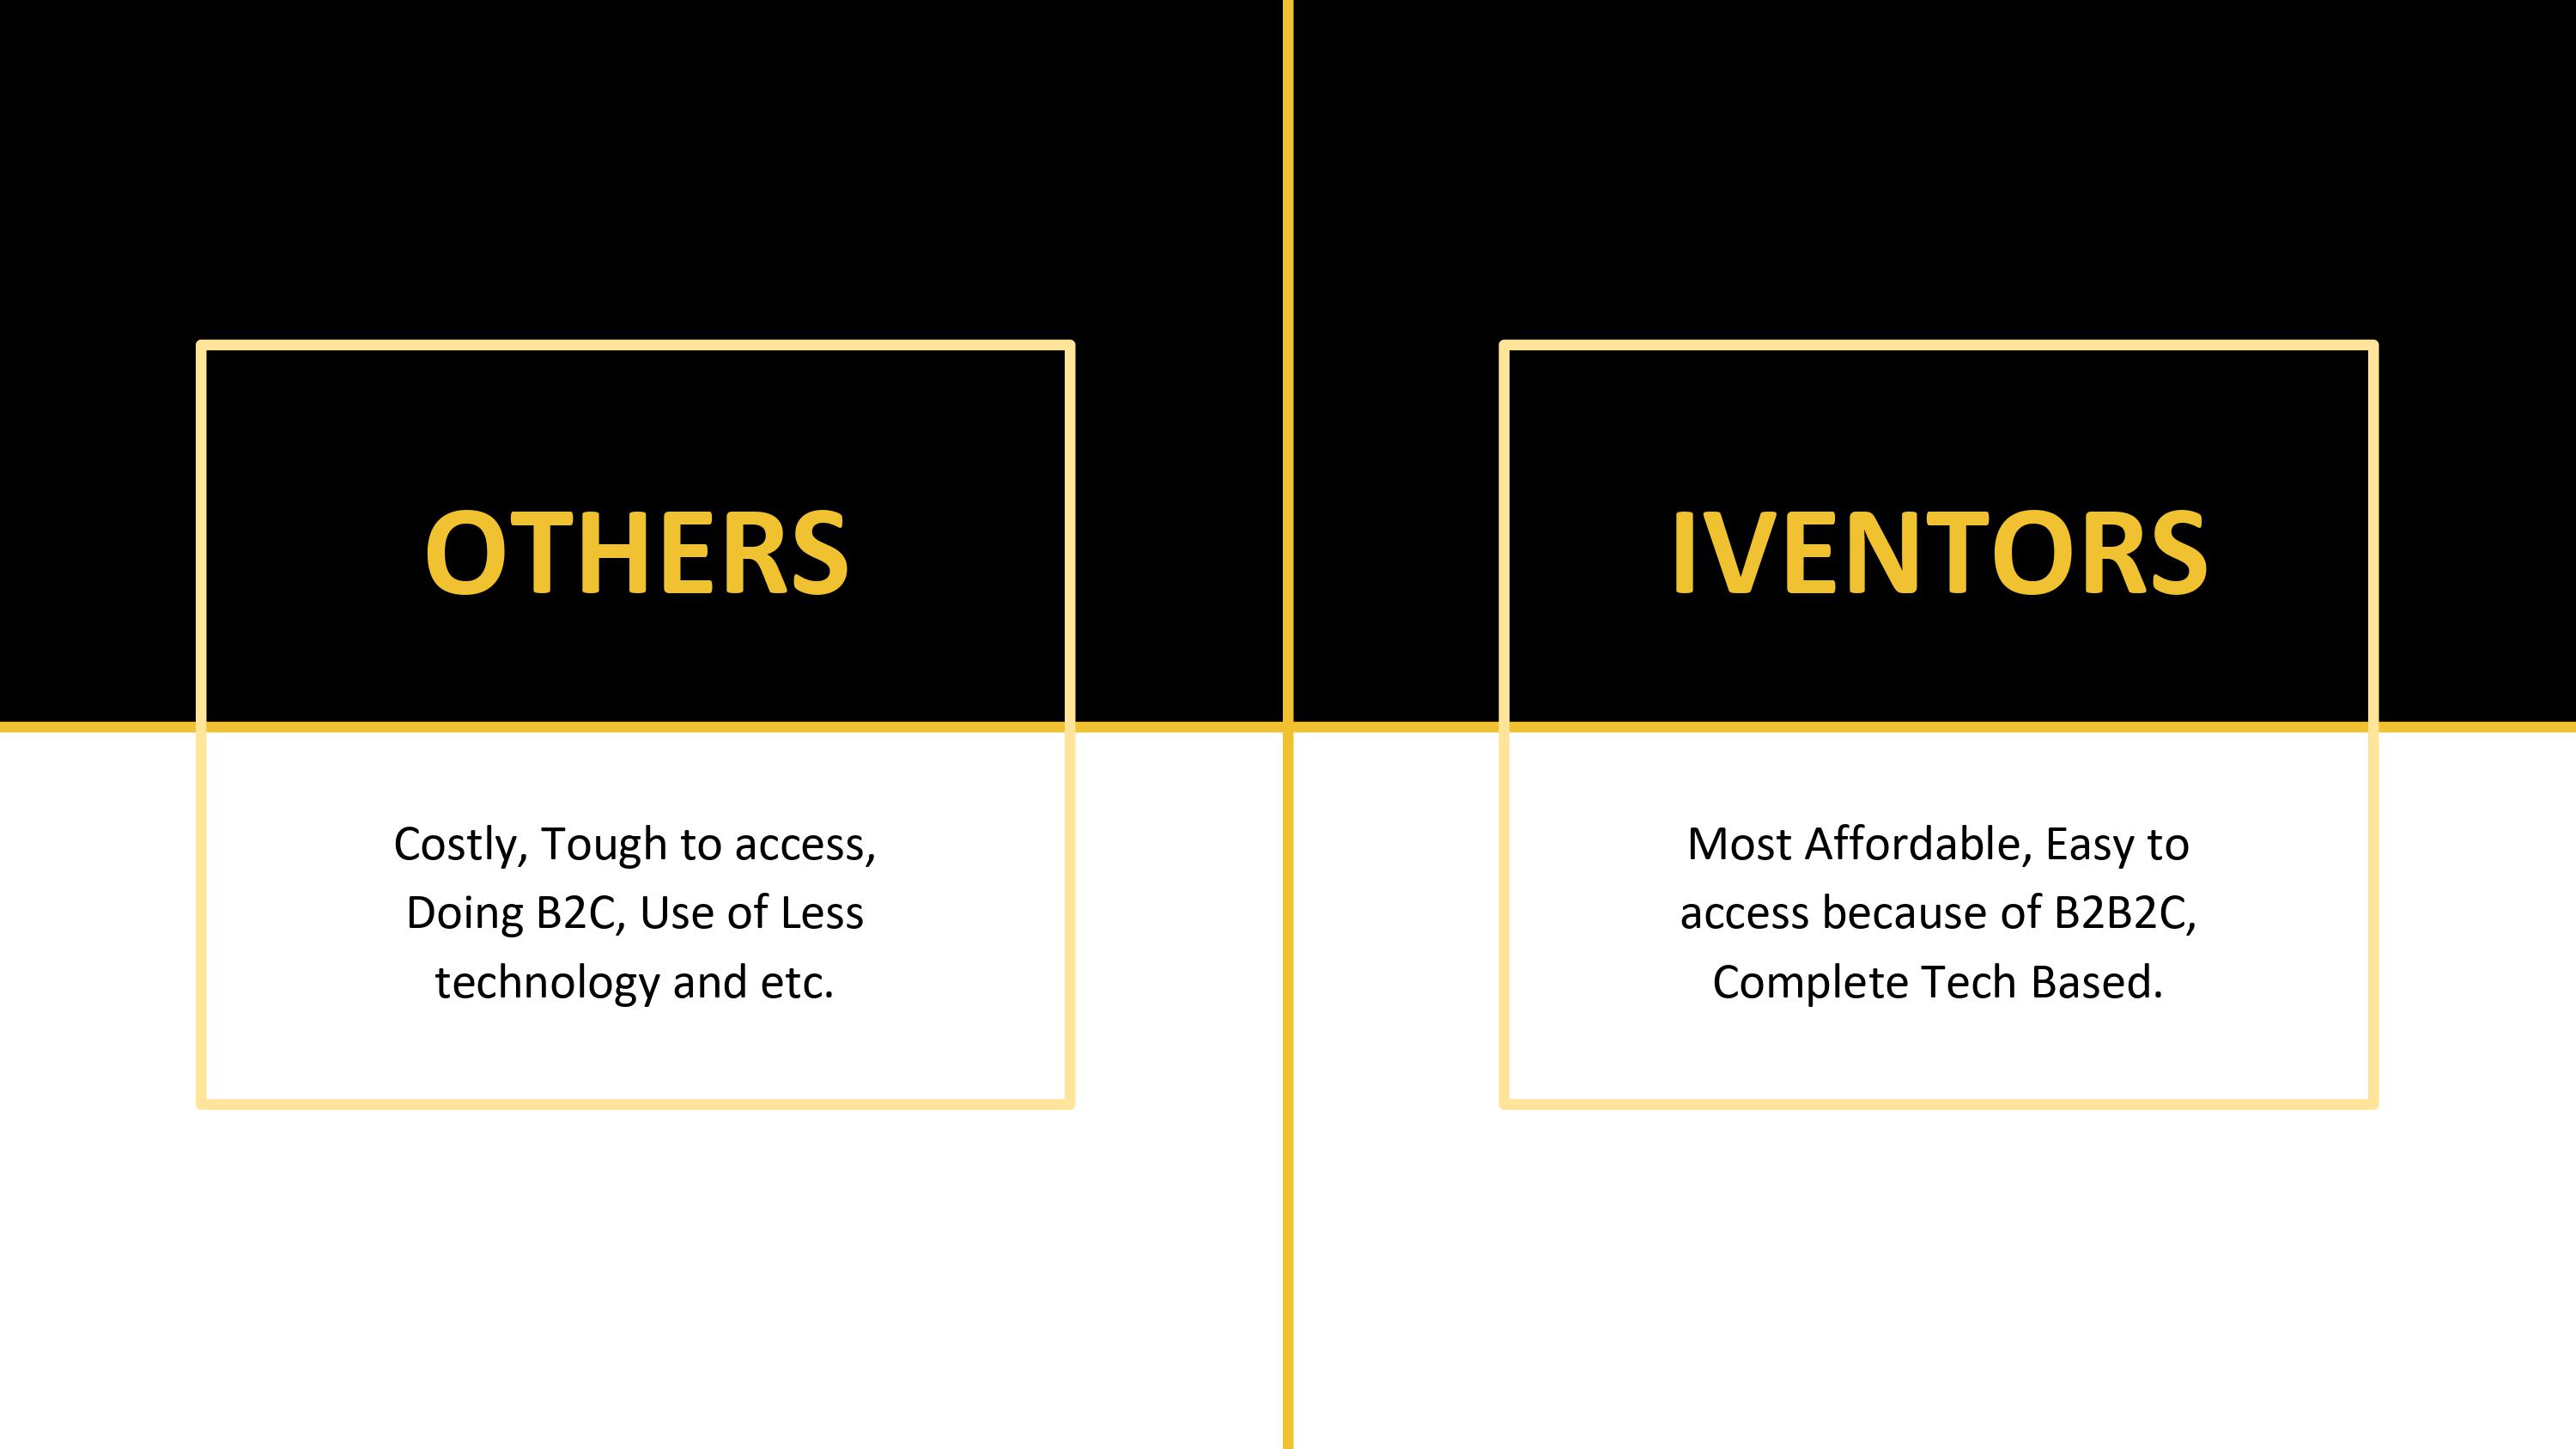 OTHERS
Costly, Tough to access,
Doing B2C, Use of Less
technology and etc.
IVENTORS
Most Affordable, Easy to
access because of B2B2C,
Complete Tech Based.